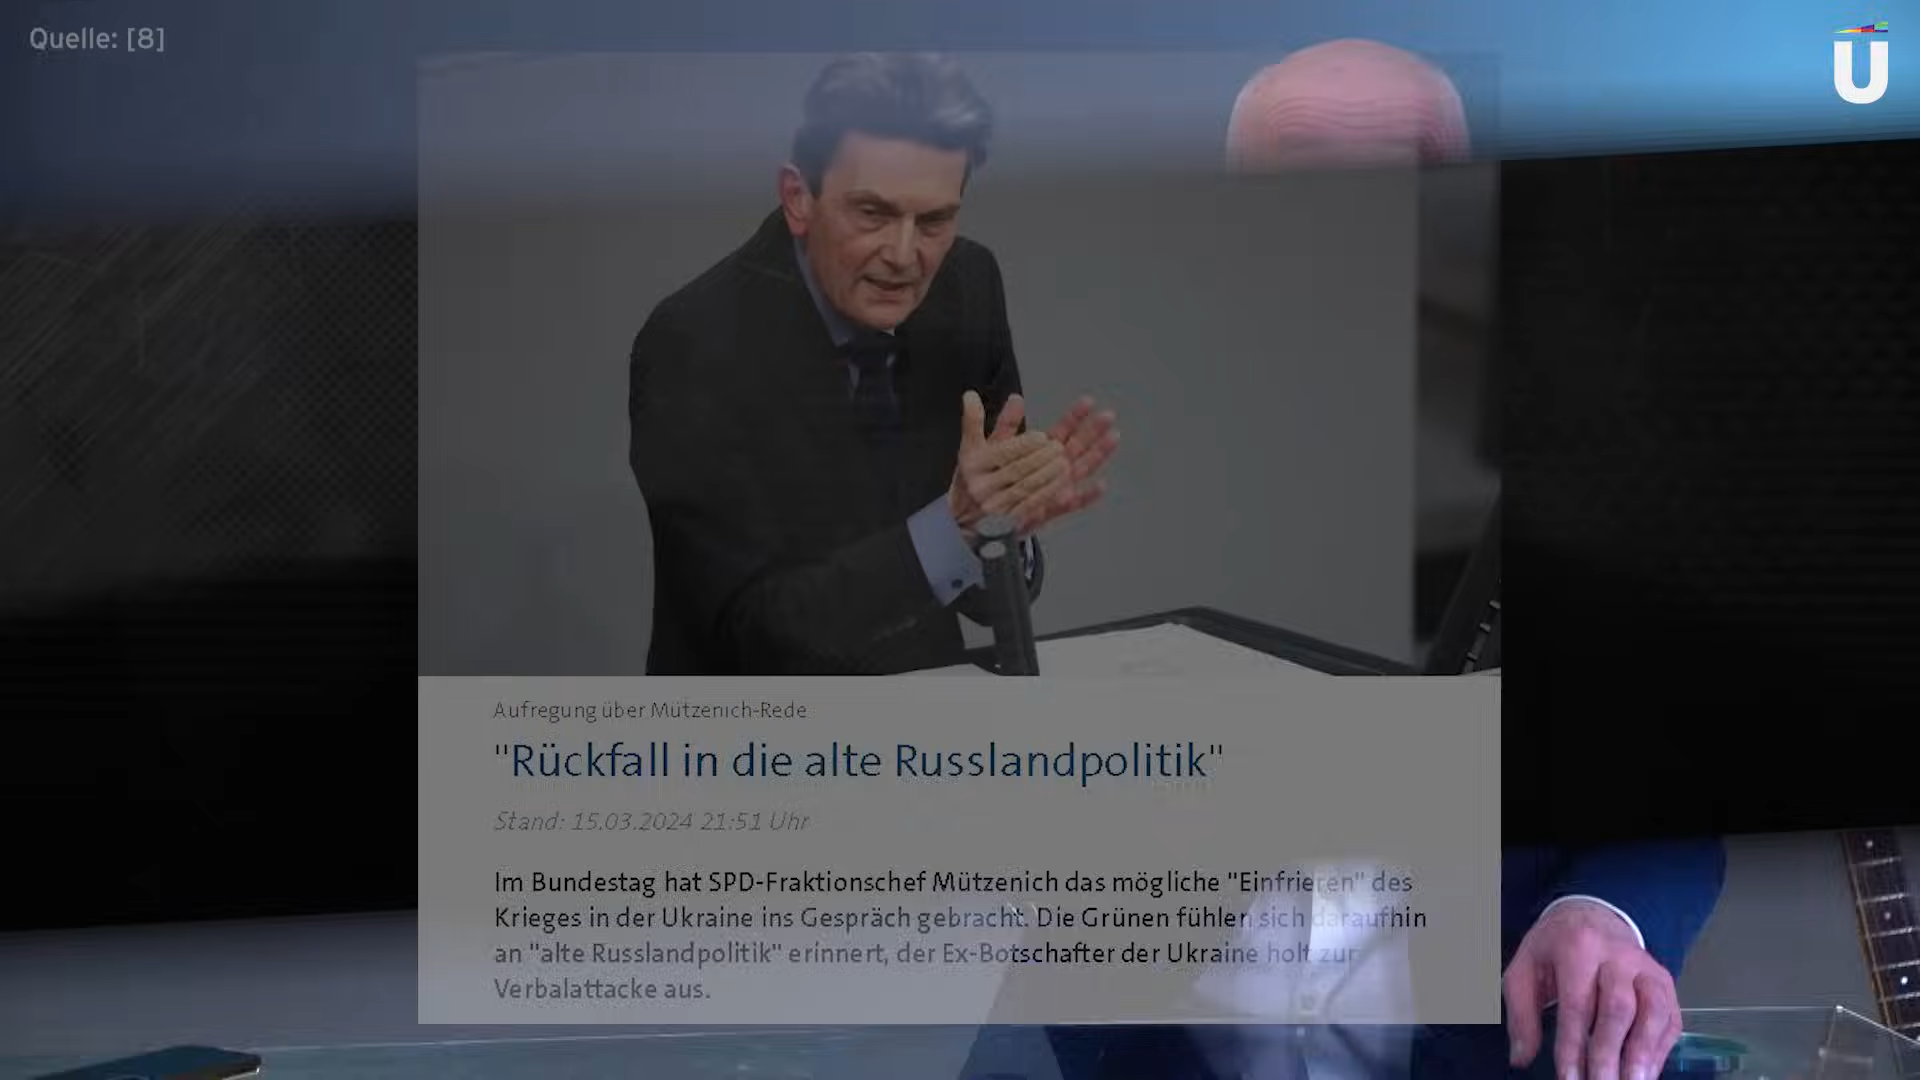 Quelle: [8]
U
Aufregung über Mützenich-Rede
"Rückfall in die alte Russlandpolitik"
Stand: 15.03.2024 21:51 Uhr
Im Bundestag hat SPD-Fraktionschef Mützenich das mögliche "Einfrieren" des
Krieges in der Ukraine ins Gespräch gebracht. Die Grünen fühlen sich daraufhin
an "alte Russlandpolitik" erinnert, der Ex-Botschafter der Ukraine holt zur
Verbalattacke aus.